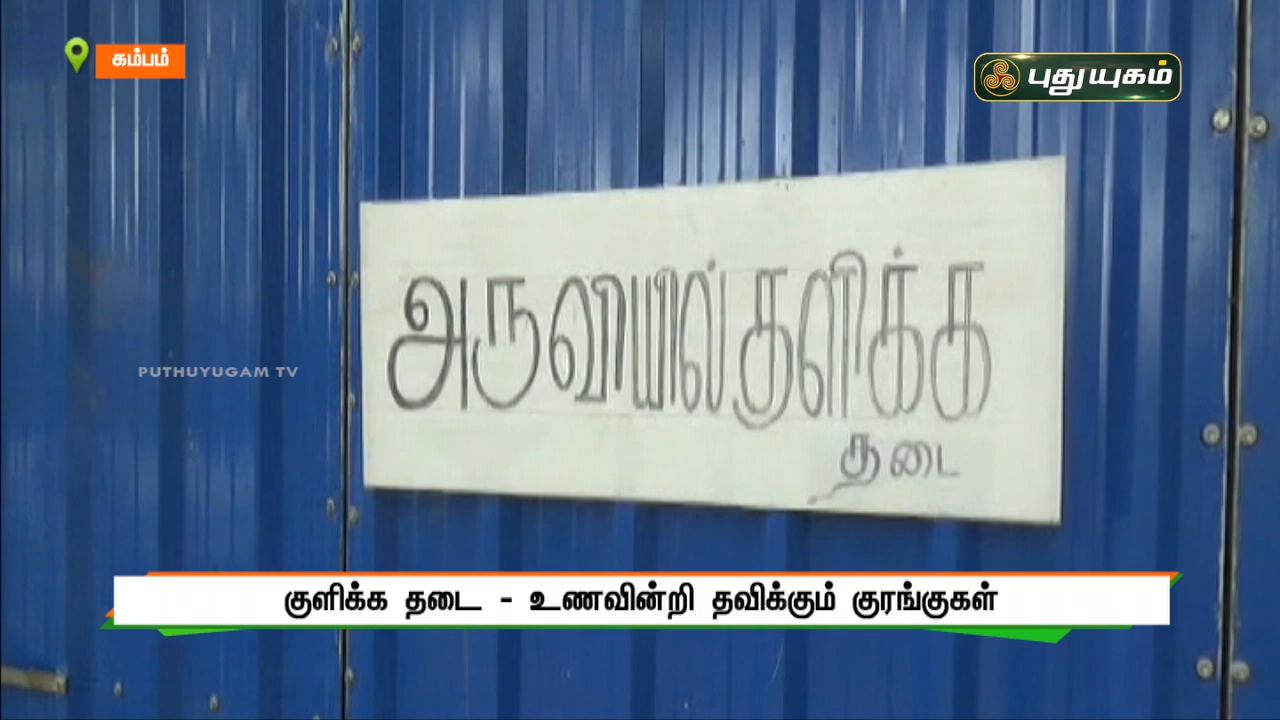 கம்பம்
புதுயுகம்
அருவியில் குளிக்க
தடை
PUTHUYUGAM TV
குளிக்க தடை - உணவின்றி தவிக்கும் குரங்குகள்